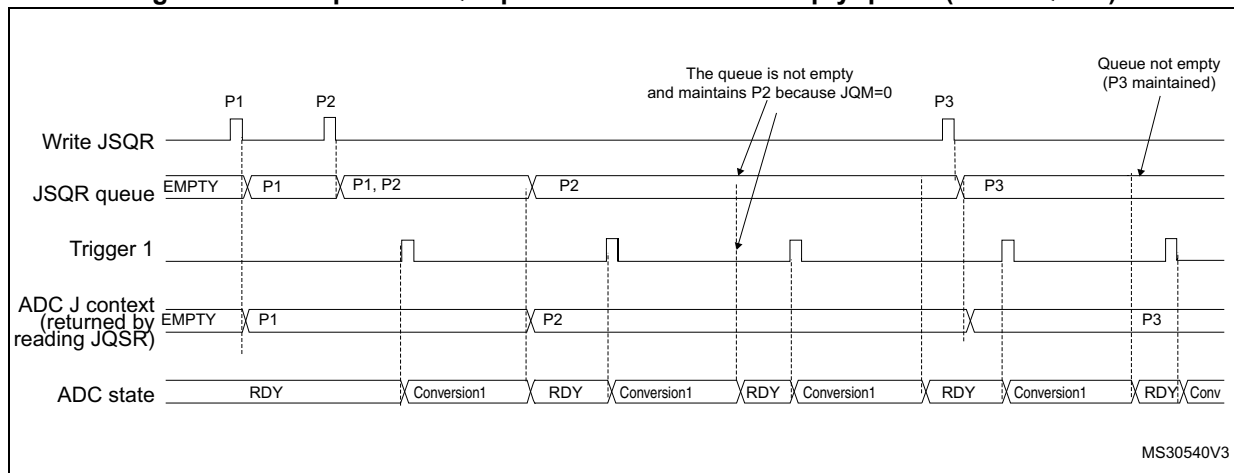 The queue is not empty
and maintains P2 because JQM=0
Queue not empty
(P3 maintained)
P1
P2
P3
Write JSQR
JSQR queue
EMPTY
P1
P1, P2
P2
P3
Trigger 1
ADC J context
(returned by
reading JQSR)
EMPTY
P1
P2
P3
ADC state
RDY
Conversion1
RDY
Conversion1
RDY
Conversion1
RDY
Conversion1
RDY
Conv
MS30540V3